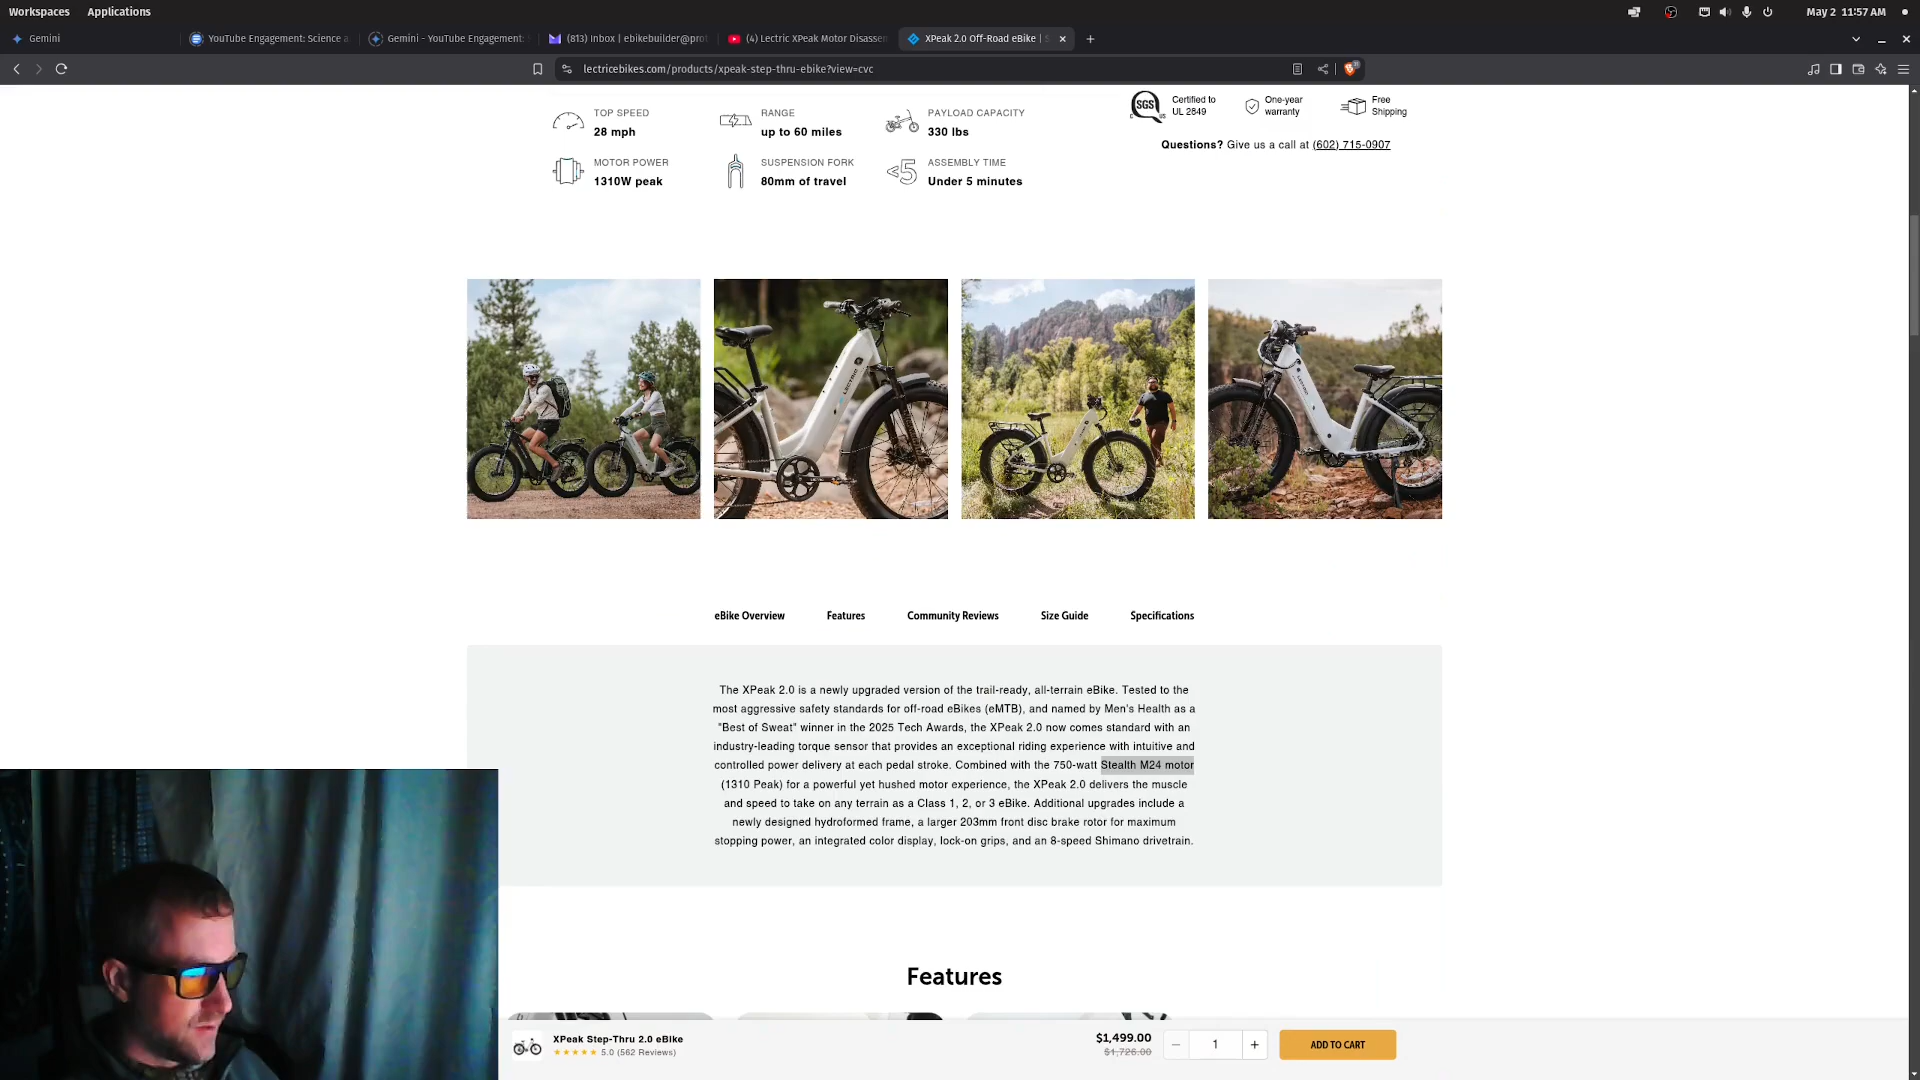 Workspaces
Applications
May 2 11:57 AM
Gemini
YouTube Engagement: Science a
Gemini - YouTube Engagement:
(813) Inbox | ebikebuilder@prot
(4) Lectric XPeak Motor Disassem
XPeak 2.0 Off-Road eBike |
lectricebikes.com/products/xpeak-step-thru-ebike?view=cvc
TOP SPEED
28 mph
RANGE
up to 60 miles
PAYLOAD CAPACITY
330 lbs
MOTOR POWER
1310W peak
SUSPENSION FORK
80mm of travel
<5
ASSEMBLY TIME
Under 5 minutes
SGS
Certified to
UL 2849
One-year
warranty
Free
Shipping
Questions? Give us a call at (602) 715-0907
eBike Overview
Features
Community Reviews
Size Guide
Specifications
The XPeak 2.0 is a newly upgraded version of the trail-ready, all-terrain eBike. Tested to the
most aggressive safety standards for off-road eBikes (eMTB), and named by Men's Health as a
"Best of Sweat" winner in the 2025 Tech Awards, the XPeak 2.0 now comes standard with an
industry-leading torque sensor that provides an exceptional riding experience with intuitive and
controlled power delivery at each pedal stroke. Combined with the 750-watt Stealth M24 motor
(1310 Peak) for a powerful yet hushed motor experience, the XPeak 2.0 delivers the muscle
and speed to take on any terrain as a Class 1, 2, or 3 eBike. Additional upgrades include a
newly designed hydroformed frame, a larger 203mm front disc brake rotor for maximum
stopping power, an integrated color display, lock-on grips, and an 8-speed Shimano drivetrain.
Features
XPeak Step-Thru 2.0 eBike
★★★★★ 5.0 (562 Reviews)
$1,499.00
$1,726.00
− 1 +
ADD TO CART